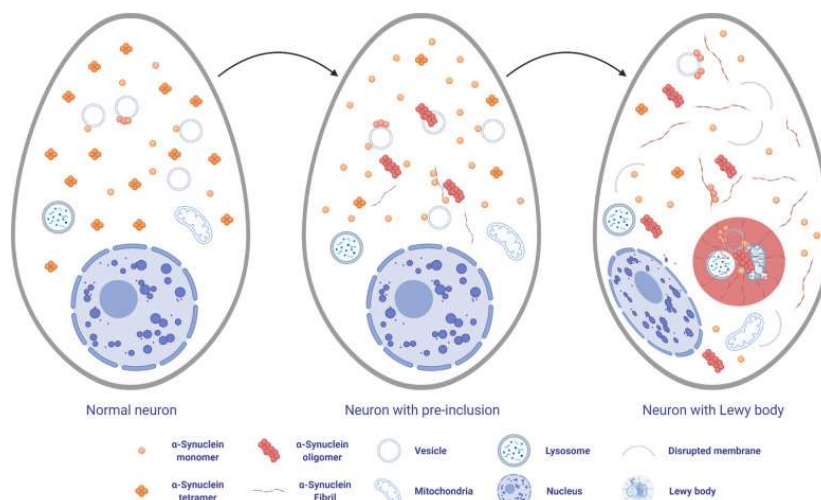 Normal neuron
Neuron with pre-inclusion
Neuron with Lewy body
α-Synuclein
monomer
α-Synuclein
oligomer
Vesicle
Lysosome
Disrupted membrane
α-Synuclein
tetramer
α-Synuclein
Fibril
Mitochondria
Nucleus
Lewy body